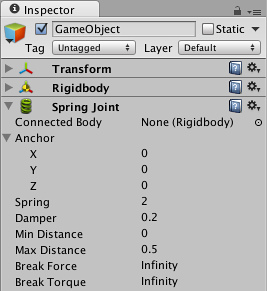 Inspector
GameObject Static
Tag Untagged Layer Default
Transform
Rigidbody
Spring Joint
Connected Body None (Rigidbody)
Anchor
X 0
Y 0
Z 0
Spring 2
Damper 0.2
Min Distance 0
Max Distance 0.5
Break Force Infinity
Break Torque Infinity